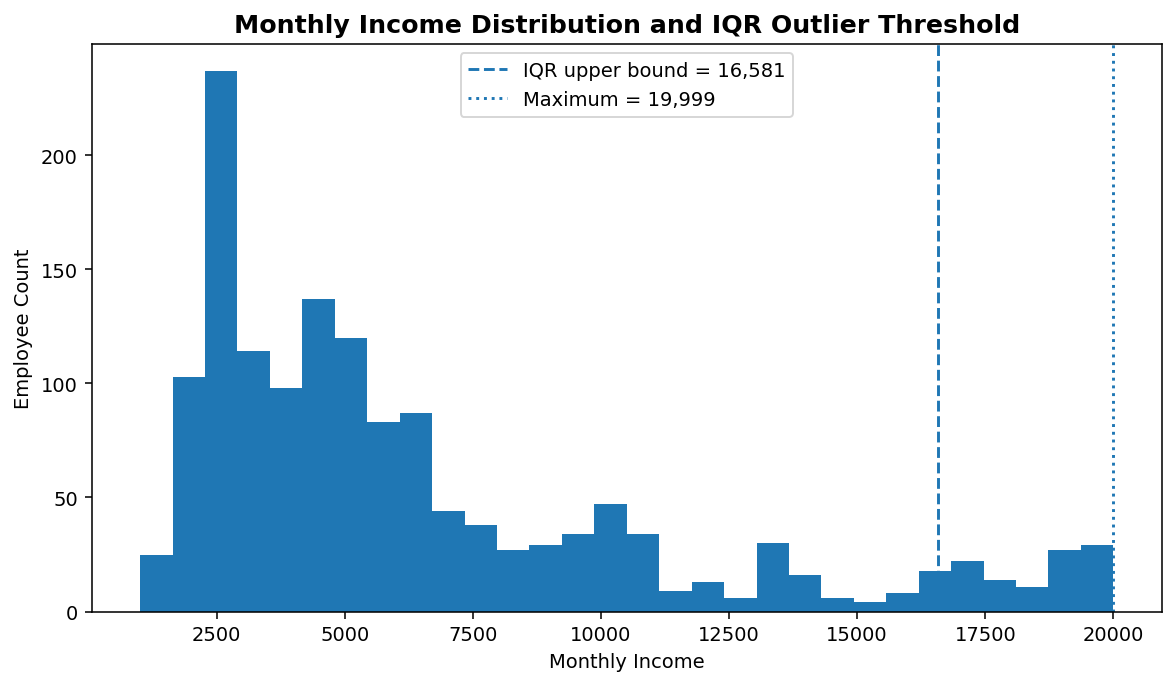 Monthly Income Distribution and IQR Outlier Threshold
IQR upper bound = 16,581
Maximum = 19,999
Employee Count
200
150
100
50
0
2500 5000 7500 10000 12500 15000 17500 20000
Monthly Income